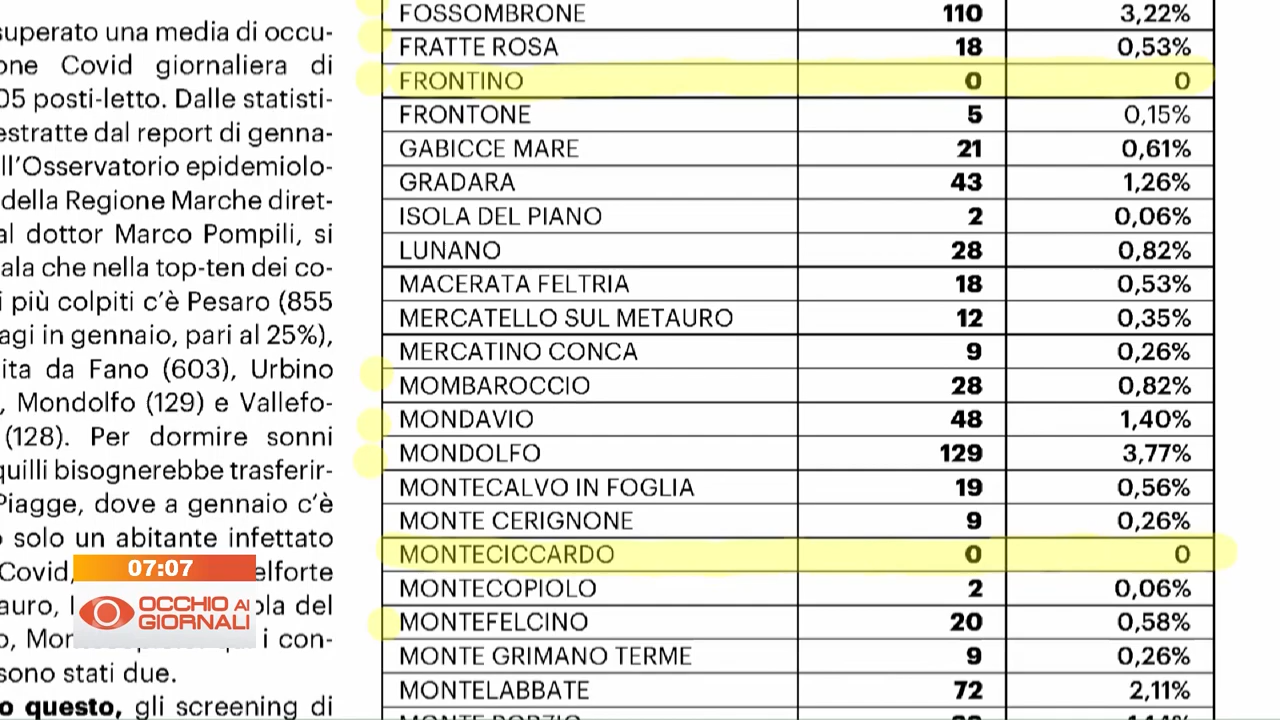 superato una media di occu-
one Covid giornaliera di
05 posti-letto. Dalle statisti-
estratte dal report di genna-
ll'Osservatorio epidemiolo-
della Regione Marche diret-
al dottor Marco Pompili, si
ala che nella top-ten dei co-
i più colpiti c'è Pesaro (855
agi in gennaio, pari al 25%),
ita da Fano (603), Urbino
, Mondolfo (129) e Vallefo-
(128). Per dormire sonni
quilli bisognerebbe trasferir-
Piagge, dove a gennaio c'è
o solo un abitante infettato
Covid, elforte
auro, I ola del
o, Mon i con-
sono stati due.
o questo, gli screening di
FOSSOMBRONE 110 3,22%
FRATTE ROSA 18 0,53%
FRONTINO 0 0
FRONTONE 5 0,15%
GABICCE MARE 21 0,61%
GRADARA 43 1,26%
ISOLA DEL PIANO 2 0,06%
LUNANO 28 0,82%
MACERATA FELTRIA 18 0,53%
MERCATELLO SUL METAURO 12 0,35%
MERCATINO CONCA 9 0,26%
MOMBAROCCIO 28 0,82%
MONDAVIO 48 1,40%
MONDOLFO 129 3,77%
MONTECALVO IN FOGLIA 19 0,56%
MONTE CERIGNONE 9 0,26%
MONTECICCARDO 0 0
MONTECOPIOLO 2 0,06%
MONTEFELCINO 20 0,58%
MONTE GRIMANO TERME 9 0,26%
MONTELABBATE 72 2,11%
07:07
OCCHIO AI
GIORNALI